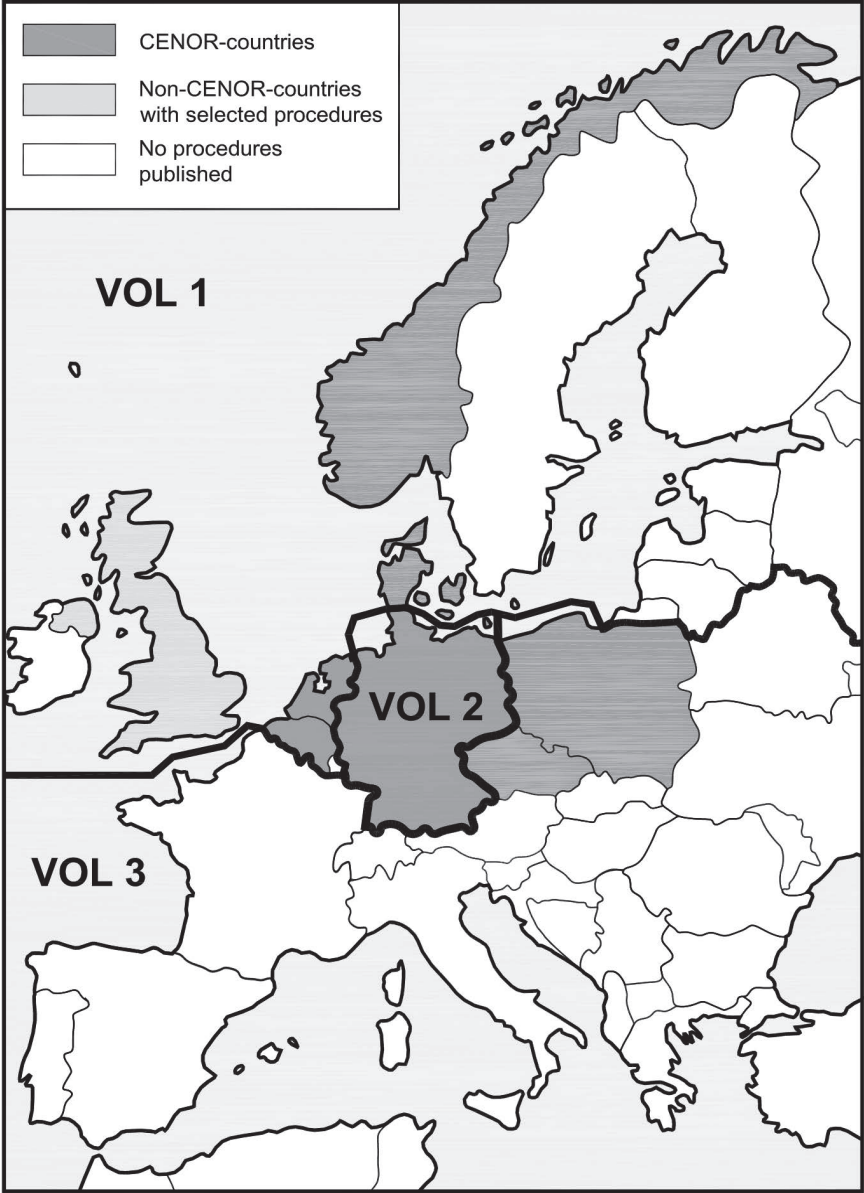 CENOR-countries
Non-CENOR-countries
with selected procedures
No procedures
published
VOL 1
VOL 2
VOL 3